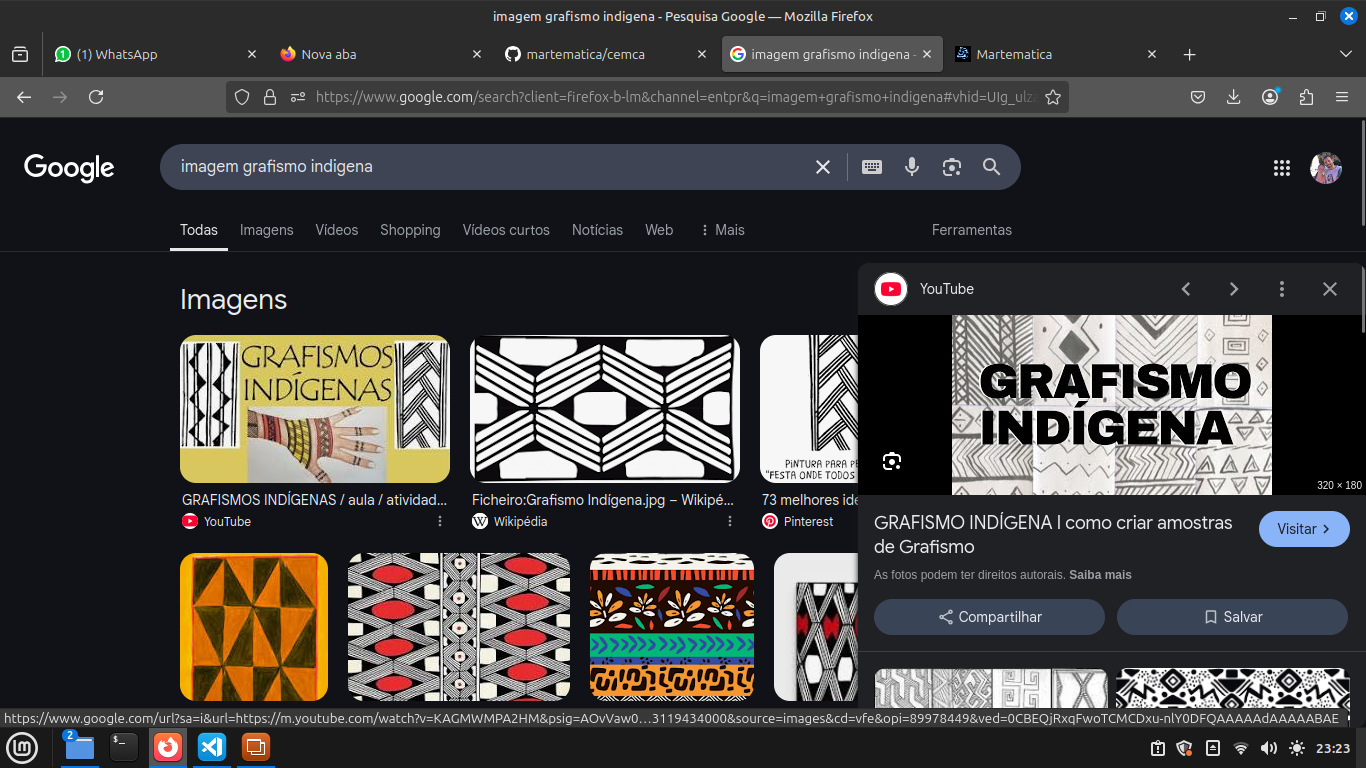 imagem grafismo indigena - Pesquisa Google — Mozilla Firefox
1 (1) WhatsApp
Nova aba
martematica/cemca
imagem grafismo indigena -
Martematica
https://www.google.com/search?client=firefox-b-lm&channel=entpr&q=imagem+grafismo+indigena#vhid=UIg_ulz
Google
imagem grafismo indigena
Todas
Imagens
Vídeos
Shopping
Vídeos curtos
Notícias
Web
Mais
Ferramentas
Imagens
GRAFISMOS
INDÍGENAS
GRAFISMOS INDÍGENAS / aula / atividad...
YouTube
Ficheiro:Grafismo Indígena.jpg – Wikipé...
W Wikipédia
PINTURA PARA PE
"FESTA ONDE TODOS
73 melhores ide
Pinterest
YouTube
GRAFISMO
INDÍGENA
320 × 180
GRAFISMO INDÍGENA I como criar amostras
de Grafismo
Visitar
As fotos podem ter direitos autorais. Saiba mais
Compartilhar
Salvar
https://www.google.com/url?sa=i&url=https://m.youtube.com/watch?v=KAGMWMPA2HM&psig=AOvVaw0...3119434000&source=images&cd=vfe&opi=89978449&ved=0CBEQjRxqFwoTCMCDxu-nlY0DFQAAAAAdAAAAABAE
2
$_
23:23